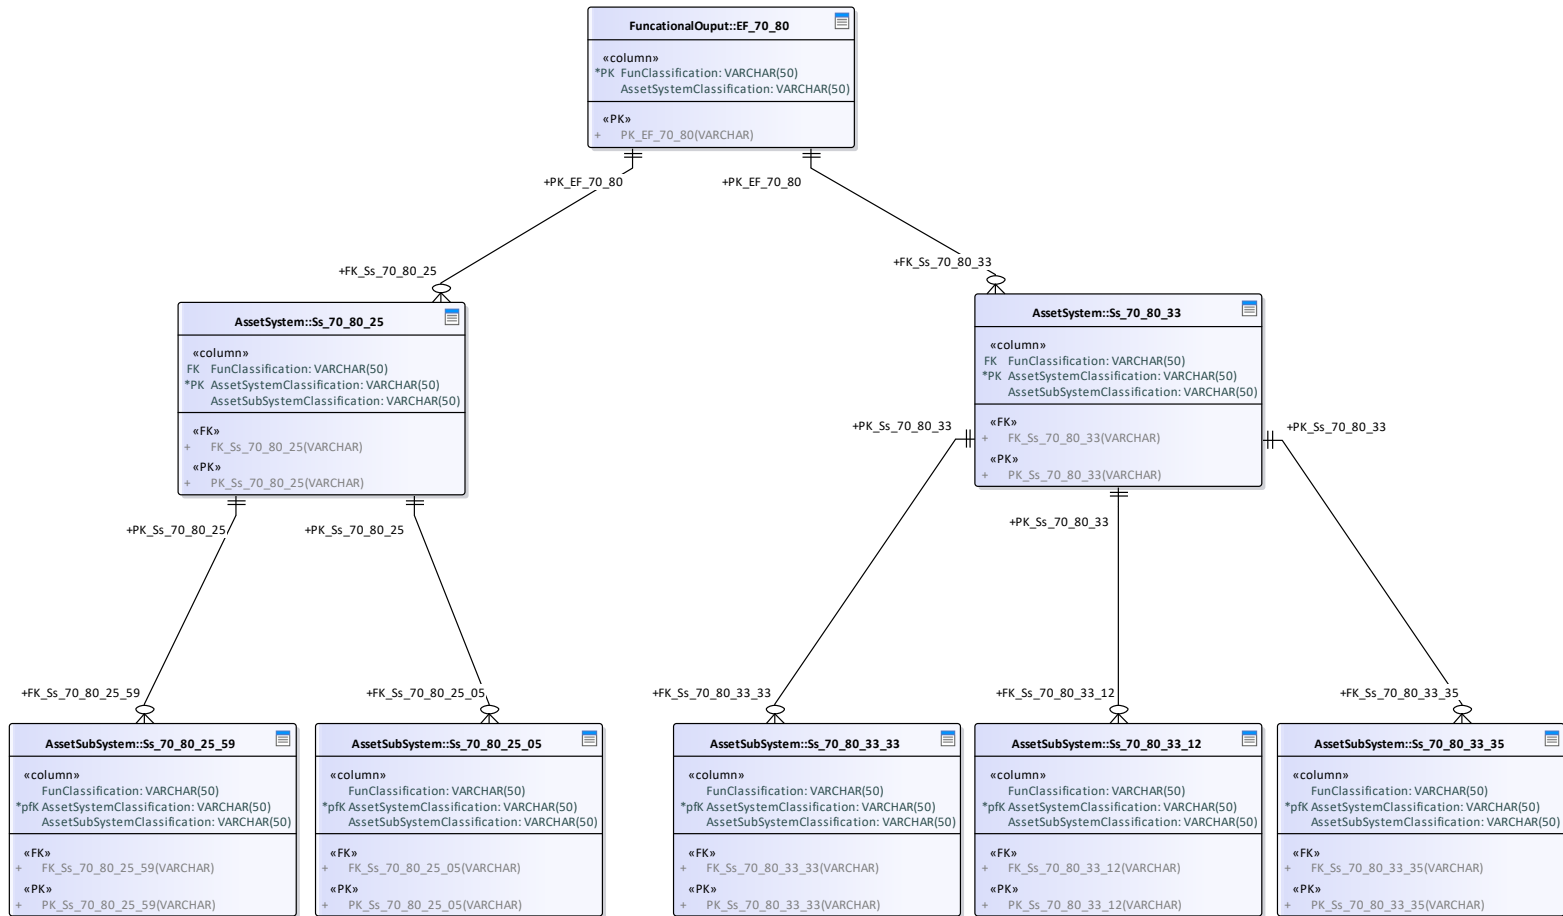 FuncationalOuput::EF_70_80
«column»
*PK FunClassification: VARCHAR(50)
AssetSystemClassification: VARCHAR(50)
«PK»
+ PK_EF_70_80(VARCHAR)
+PK_EF_70_80
+PK_EF_70_80
+FK_Ss_70_80_25
+FK_Ss_70_80_33
AssetSystem::Ss_70_80_25
«column»
FK FunClassification: VARCHAR(50)
*PK AssetSystemClassification: VARCHAR(50)
AssetSubSystemClassification: VARCHAR(50)
«FK»
+ FK_Ss_70_80_25(VARCHAR)
«PK»
+ PK_Ss_70_80_25(VARCHAR)
AssetSystem::Ss_70_80_33
«column»
FK FunClassification: VARCHAR(50)
*PK AssetSystemClassification: VARCHAR(50)
AssetSubSystemClassification: VARCHAR(50)
«FK»
+ FK_Ss_70_80_33(VARCHAR)
«PK»
+ PK_Ss_70_80_33(VARCHAR)
+PK_Ss_70_80_25
+PK_Ss_70_80_25
+PK_Ss_70_80_33
+PK_Ss_70_80_33
+PK_Ss_70_80_33
+FK_Ss_70_80_25_59
+FK_Ss_70_80_25_05
+FK_Ss_70_80_33_33
+FK_Ss_70_80_33_12
+FK_Ss_70_80_33_35
AssetSubSystem::Ss_70_80_25_59
«column»
FunClassification: VARCHAR(50)
*pfK AssetSystemClassification: VARCHAR(50)
AssetSubSystemClassification: VARCHAR(50)
«FK»
+ FK_Ss_70_80_25_59(VARCHAR)
«PK»
+ PK_Ss_70_80_25_59(VARCHAR)
AssetSubSystem::Ss_70_80_25_05
«column»
FunClassification: VARCHAR(50)
*pfK AssetSystemClassification: VARCHAR(50)
AssetSubSystemClassification: VARCHAR(50)
«FK»
+ FK_Ss_70_80_25_05(VARCHAR)
«PK»
+ PK_Ss_70_80_25_05(VARCHAR)
AssetSubSystem::Ss_70_80_33_33
«column»
FunClassification: VARCHAR(50)
*pfK AssetSystemClassification: VARCHAR(50)
AssetSubSystemClassification: VARCHAR(50)
«FK»
+ FK_Ss_70_80_33_33(VARCHAR)
«PK»
+ PK_Ss_70_80_33_33(VARCHAR)
AssetSubSystem::Ss_70_80_33_12
«column»
FunClassification: VARCHAR(50)
*pfK AssetSystemClassification: VARCHAR(50)
AssetSubSystemClassification: VARCHAR(50)
«FK»
+ FK_Ss_70_80_33_12(VARCHAR)
«PK»
+ PK_Ss_70_80_33_12(VARCHAR)
AssetSubSystem::Ss_70_80_33_35
«column»
FunClassification: VARCHAR(50)
*pfK AssetSystemClassification: VARCHAR(50)
AssetSubSystemClassification: VARCHAR(50)
«FK»
+ FK_Ss_70_80_33_35(VARCHAR)
«PK»
+ PK_Ss_70_80_33_35(VARCHAR)